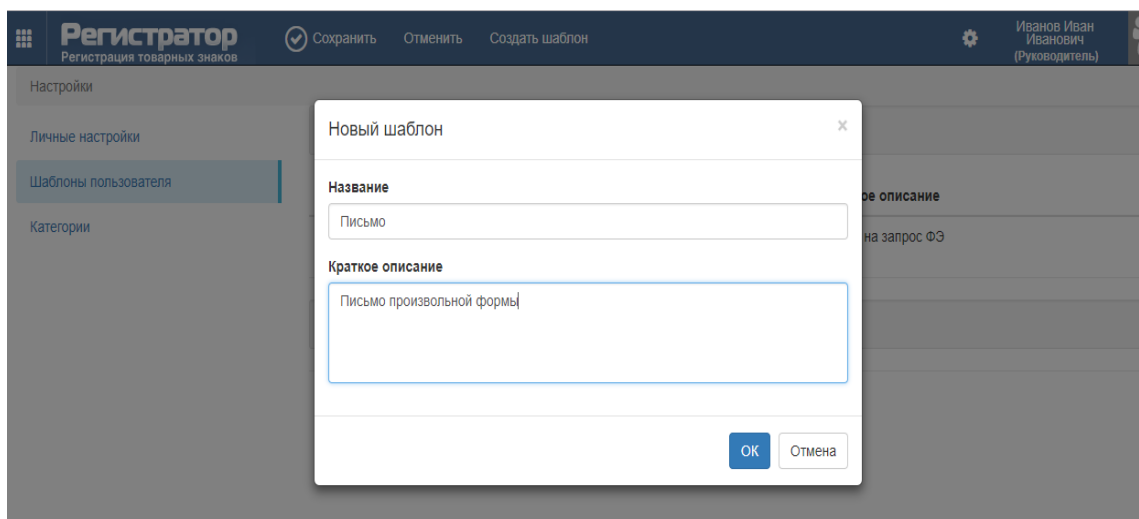 Регистратор
Регистрация товарных знаков
Сохранить Отменить Создать шаблон
Иванов Иван
Иванович
(Руководитель)
Настройки
Личные настройки
Шаблоны пользователя
Категории
Новый шаблон ×
Название
Письмо
Краткое описание
Письмо произвольной формы
ОК Отмена
ое описание
на запрос ФЭ